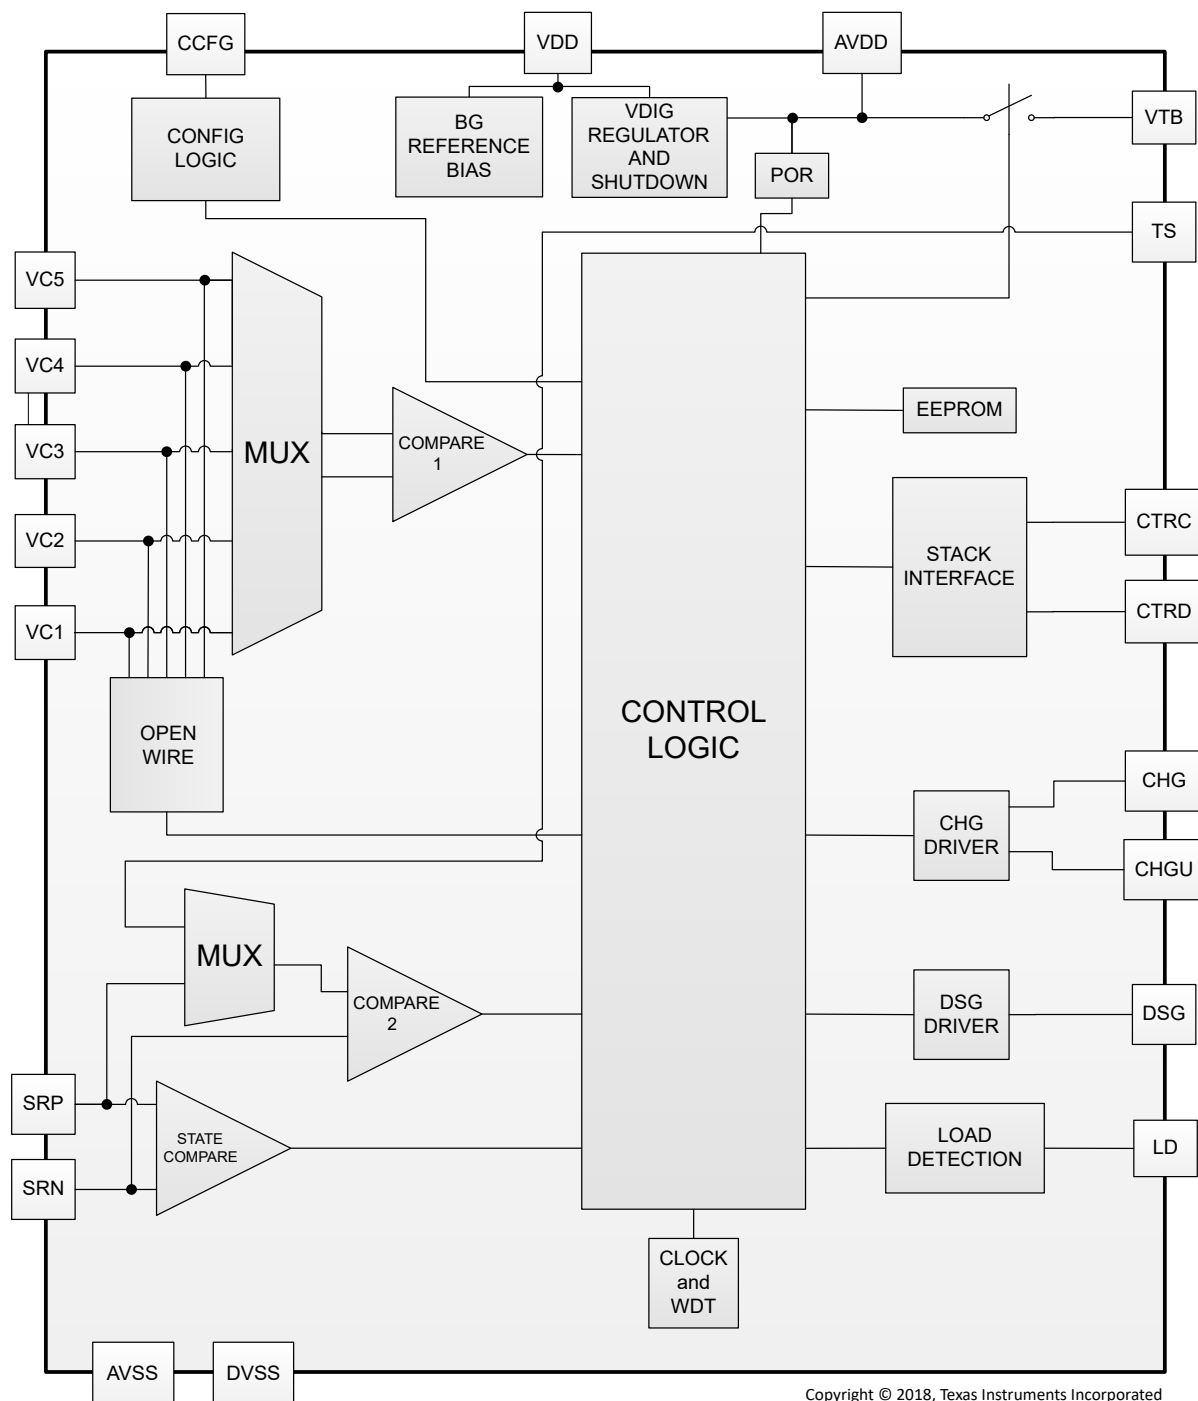 CCFG
VDD
AVDD
CONFIG
LOGIC
BG
REFERENCE
BIAS
VDIG
REGULATOR
AND
SHUTDOWN
POR
VTB
TS
VC5
VC4
VC3
VC2
VC1
MUX
COMPARE
1
EEPROM
STACK
INTERFACE
CTRC
CTRD
OPEN
WIRE
CONTROL
LOGIC
CHG
DRIVER
CHG
CHGU
MUX
COMPARE
2
DSG
DRIVER
DSG
SRP
SRN
STATE
COMPARE
LOAD
DETECTION
LD
CLOCK
and
WDT
AVSS
DVSS
Copyright © 2018, Texas Instruments Incorporated